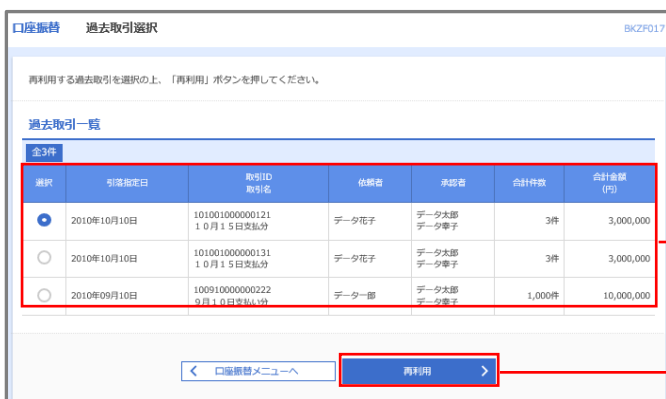 口座振替 過去取引選択 BKZF017
再利用する過去取引を選択の上、「再利用」ボタンを押してください。
過去取引一覧
全3件
選択 引落指定日 取引ID 依頼者 承認者 合計件数 合計金額
取引名 (円)
2010年10月10日 101001000000121 データ花子 データ太郎 3件 3,000,000
10月15日支払分 データ幸子
2010年10月10日 101001000000131 データ花子 データ太郎 3件 3,000,000
10月15日支払分 データ幸子
2010年09月10日 100910000000222 データ一郎 データ太郎 1,000件 10,000,000
9月10日支払い分 データ幸子
口座振替メニューへ 再利用